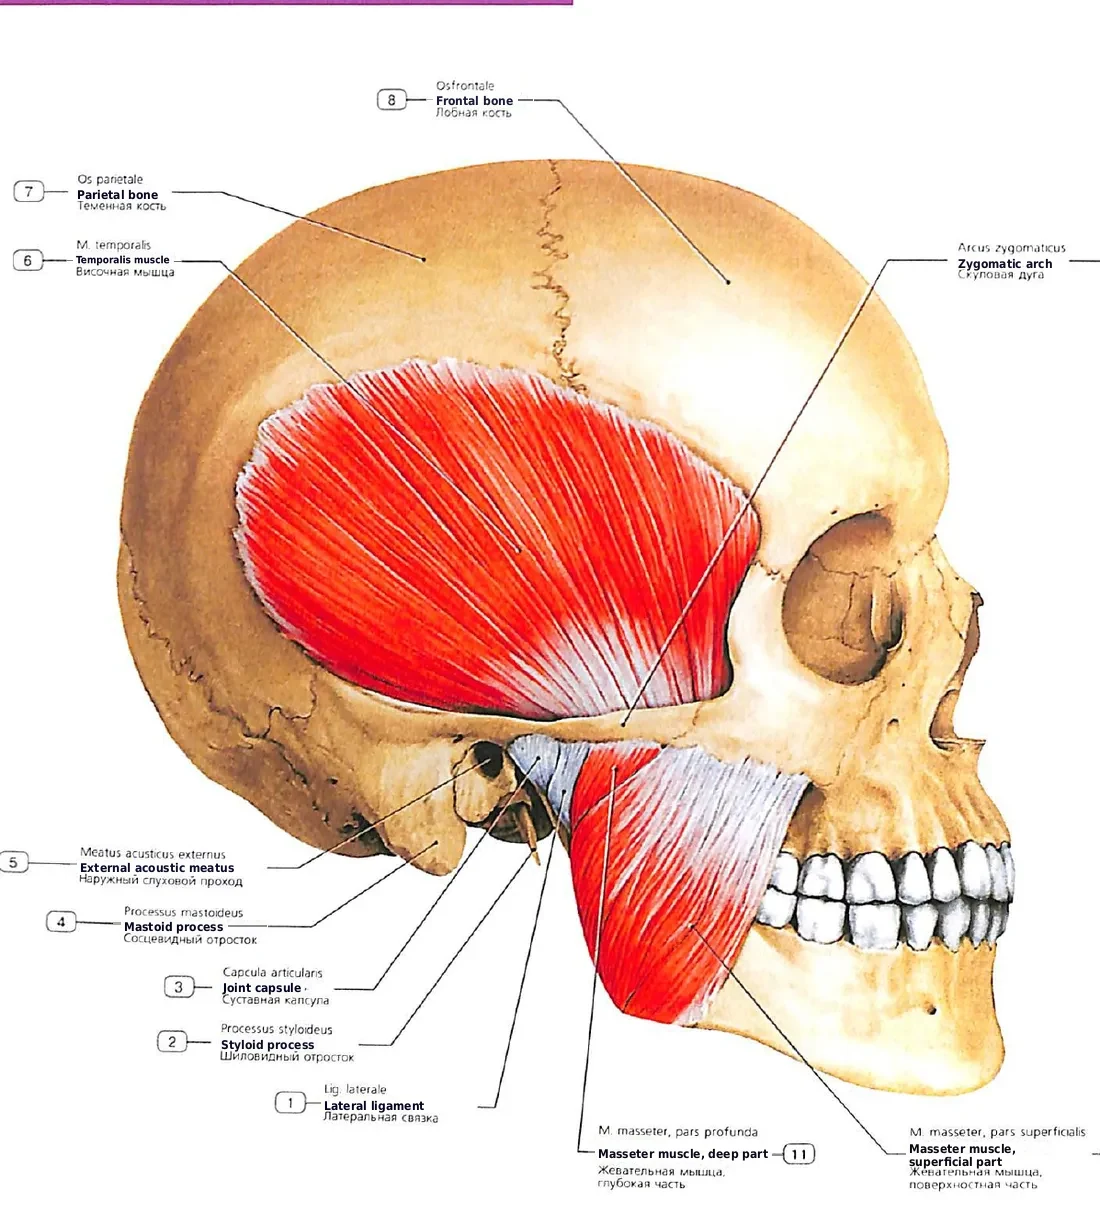 8
Osfrontale
Frontal bone
Лобная кость
7
Os parietale
Parietal bone
Теменная кость
6
M. temporalis
Temporalis muscle
Височная мышца
Arcus zygomaticus
Zygomatic arch
Скуловая дуга
5
Meatus acusticus externus
External acoustic meatus
Наружный слуховой проход
4
Processus mastoideus
Mastoid process
Сосцевидный отросток
3
Capcula articularis
Joint capsule
Суставная капсула
2
Processus styloideus
Styloid process
Шиловидный отросток
1
Lig. laterale
Lateral ligament
Латеральная связка
M. masseter, pars profunda
Masseter muscle, deep part
11
Жевательная мышца,
глубокая часть
M. masseter, pars superficialis
Masseter muscle,
superficial part
Жевательная мышца,
поверхностная часть